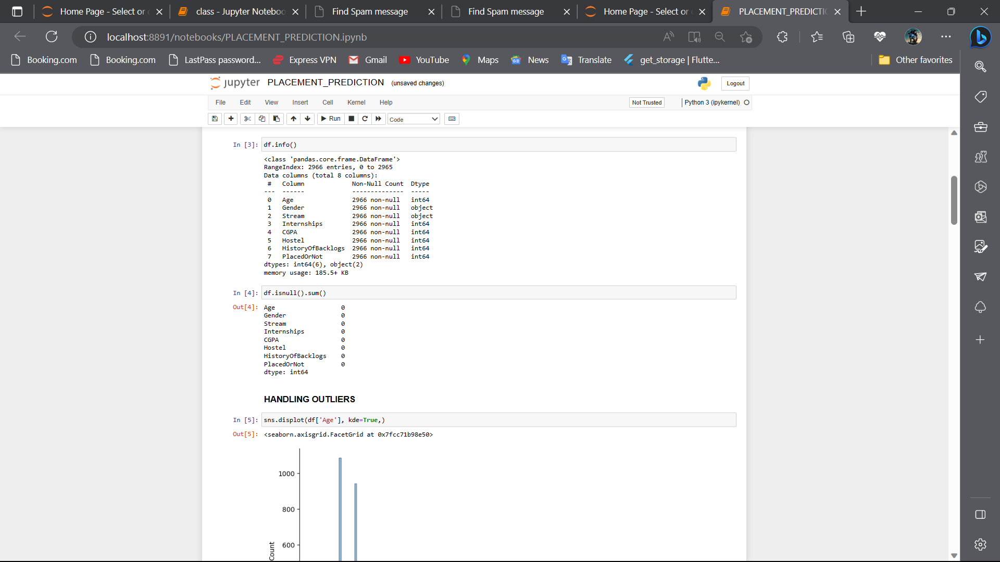 Home Page - Select or
class - Jupyter Noteboo
Find Spam message
Find Spam message
Home Page - Select or
PLACEMENT_PREDICTI
localhost:8891/notebooks/PLACEMENT_PREDICTION.ipynb
Booking.com
Booking.com
LastPass password...
Express VPN
Gmail
YouTube
Maps
News
Translate
get_storage | Flutte...
Other favorites
jupyter PLACEMENT_PREDICTION (unsaved changes)
Logout
File Edit View Insert Cell Kernel Help
Not Trusted
Python 3 (ipykernel)
Run
Code
In [3]: df.info()
<class 'pandas.core.frame.DataFrame'>
RangeIndex: 2966 entries, 0 to 2965
Data columns (total 8 columns):
# Column Non-Null Count Dtype
--- ------ -------------- -----
0 Age 2966 non-null int64
1 Gender 2966 non-null object
2 Stream 2966 non-null object
3 Internships 2966 non-null int64
4 CGPA 2966 non-null int64
5 Hostel 2966 non-null int64
6 HistoryOfBacklogs 2966 non-null int64
7 PlacedOrNot 2966 non-null int64
dtypes: int64(6), object(2)
memory usage: 185.5+ KB
In [4]: df.isnull().sum()
Out[4]: Age 0
Gender 0
Stream 0
Internships 0
CGPA 0
Hostel 0
HistoryOfBacklogs 0
PlacedOrNot 0
dtype: int64
HANDLING OUTLIERS
In [5]: sns.displot(df['Age'], kde=True,)
Out[5]: <seaborn.axisgrid.FacetGrid at 0x7fcc71b98e50>
1000
800
600
Count